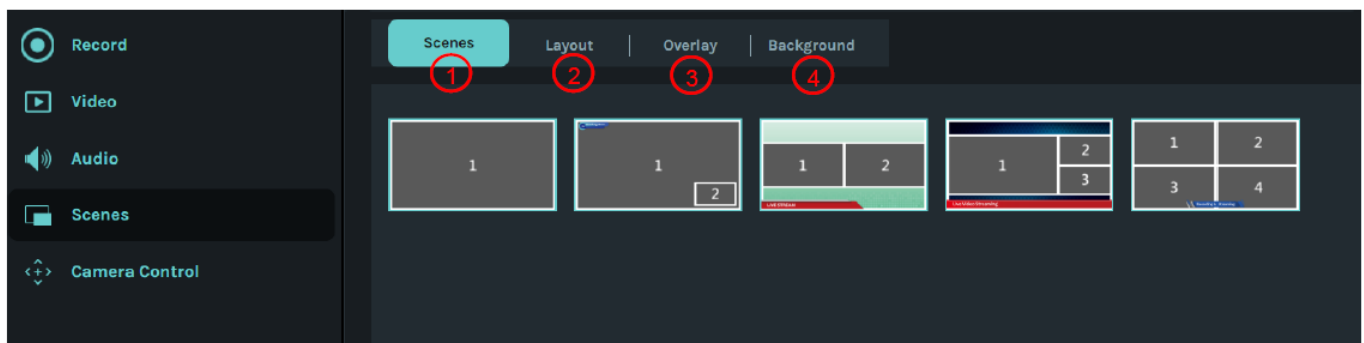 Record
Video
Audio
Scenes
Camera Control
Scenes Layout Overlay Background
1 2 3 4
1
1
2
1 2
LIVE STREAM
1
2
3
Live Video Streaming
1 2
3 4